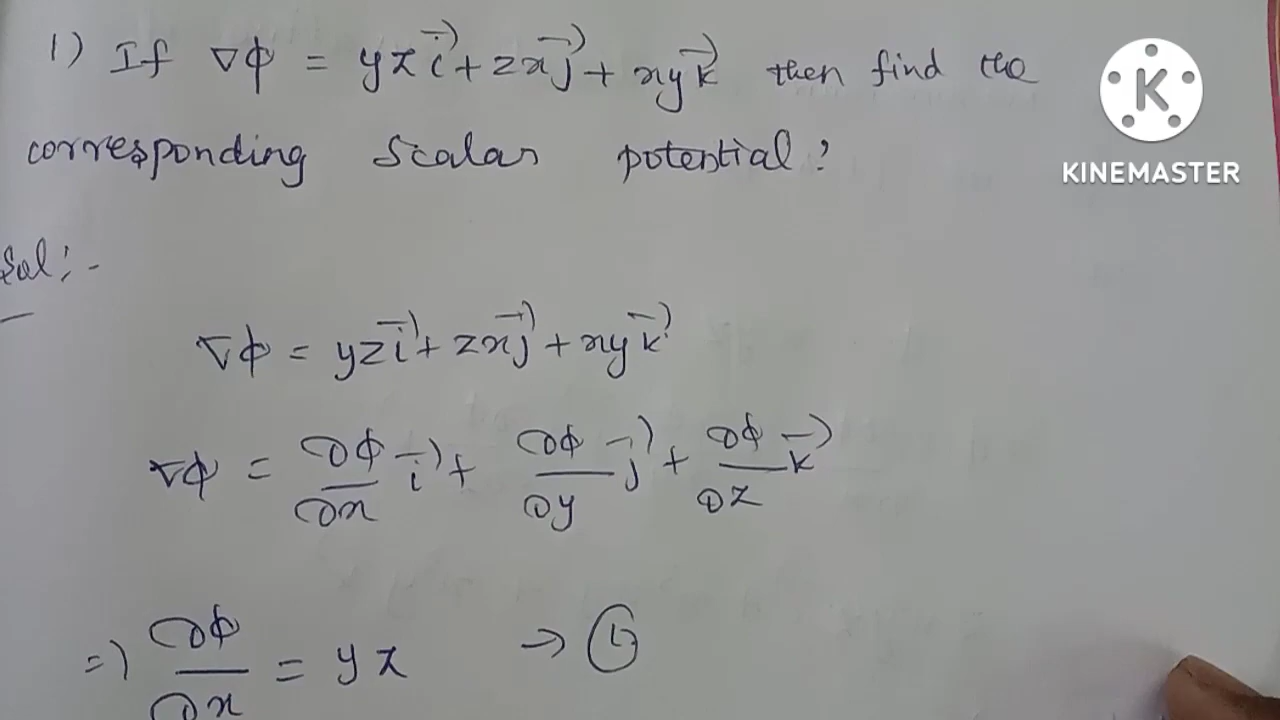 1) If ∇ϕ = yz i⃗ + zx j⃗ + xy k⃗ then find the
corresponding Scalar potential?
Sol:-
∇ϕ = yz i⃗ + zx j⃗ + xy k⃗
∇ϕ = ∂ϕ/∂x i⃗ + ∂ϕ/∂y j⃗ + ∂ϕ/∂z k⃗
⇒ ∂ϕ/∂x = yz → ①
K
KINEMASTER